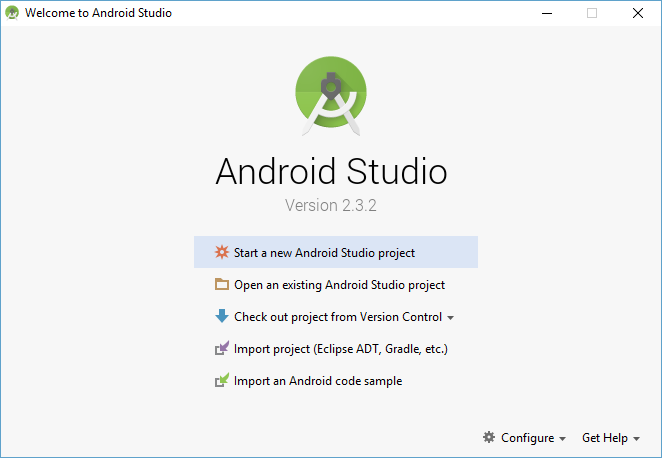 Welcome to Android Studio
Android Studio
Version 2.3.2
Start a new Android Studio project
Open an existing Android Studio project
Check out project from Version Control
Import project (Eclipse ADT, Gradle, etc.)
Import an Android code sample
Configure Get Help